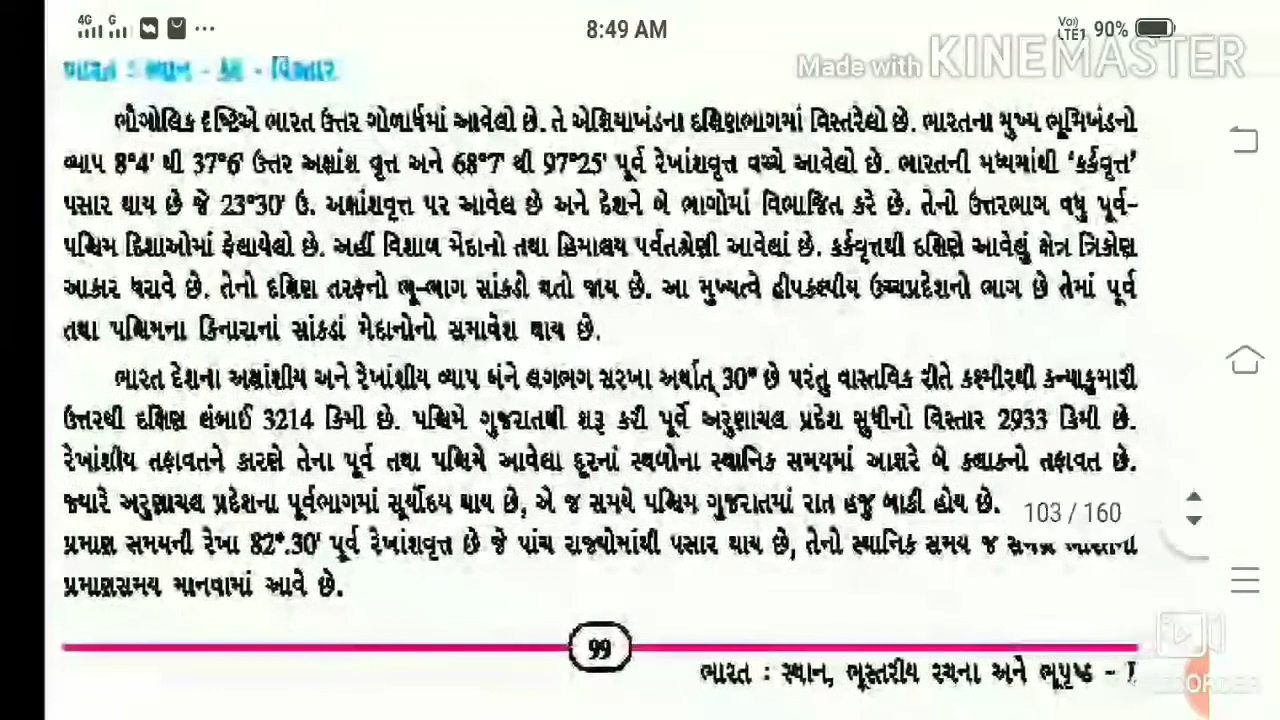 4G G ... 8:49 AM Vo) LTE1 90%
Made with KINEMASTER
ભારત : સ્થાન - કદ - વિસ્તાર
ભૌગોલિક દૃષ્ટિએ ભારત ઉત્તર ગોળાર્ધમાં આવેલો છે. તે એશિયાખંડના દક્ષિણભાગમાં વિસ્તરેલો છે. ભારતના મુખ્ય ભૂમિખંડનો
વ્યાપ 8°4' થી 37°6' ઉત્તર અક્ષાંશ વૃત્ત અને 68°7' થી 97°25' પૂર્વ રેખાંશવૃત્ત વચ્ચે આવેલો છે. ભારતની મધ્યમાંથી ‘કર્કવૃત્ત’
પસાર થાય છે જે 23°30' ઉ. અક્ષાંશવૃત્ત પર આવેલ છે અને દેશને બે ભાગોમાં વિભાજિત કરે છે. તેનો ઉત્તરભાગ વધુ પૂર્વ-
પશ્ચિમ દિશાઓમાં ફેલાયેલો છે. અહીં વિશાળ મેદાનો તથા હિમાલય પર્વતશ્રેણી આવેલાં છે. કર્કવૃત્તથી દક્ષિણે આવેલું ક્ષેત્ર ત્રિકોણ
આકાર ધરાવે છે. તેનો દક્ષિણ તરફનો ભૂ-ભાગ સાંકડો થતો જાય છે. આ મુખ્યત્વે દ્વીપકલ્પીય ઉચ્ચપ્રદેશનો ભાગ છે તેમાં પૂર્વ
તથા પશ્ચિમના કિનારાનાં સાંકડાં મેદાનોનો સમાવેશ થાય છે.
ભારત દેશના અક્ષાંશીય અને રેખાંશીય વ્યાપ બંને લગભગ સરખા અર્થાત્ 30° છે પરંતુ વાસ્તવિક રીતે કશ્મીરથી કન્યાકુમારી
ઉત્તરથી દક્ષિણ લંબાઈ 3214 કિમી છે. પશ્ચિમે ગુજરાતથી શરૂ કરી પૂર્વે અરુણાચલ પ્રદેશ સુધીનો વિસ્તાર 2933 કિમી છે.
રેખાંશીય તફાવતને કારણે તેના પૂર્વ તથા પશ્ચિમે આવેલા દૂરનાં સ્થળોના સ્થાનિક સમયમાં આશરે બે કલાકનો તફાવત છે.
જ્યારે અરુણાચલ પ્રદેશના પૂર્વભાગમાં સૂર્યોદય થાય છે, એ જ સમયે પશ્ચિમ ગુજરાતમાં રાત હજુ બાકી હોય છે.
103 / 160
પ્રમાણ સમયની રેખા 82°.30' પૂર્વ રેખાંશવૃત્ત છે જે પાંચ રાજ્યોમાંથી પસાર થાય છે, તેનો સ્થાનિક સમય જ
પ્રમાણસમય માનવામાં આવે છે.
99
ભારત : સ્થાન, ભૂસ્તરીય રચના અને ભૂપૃષ્ઠ - I
RECORDER